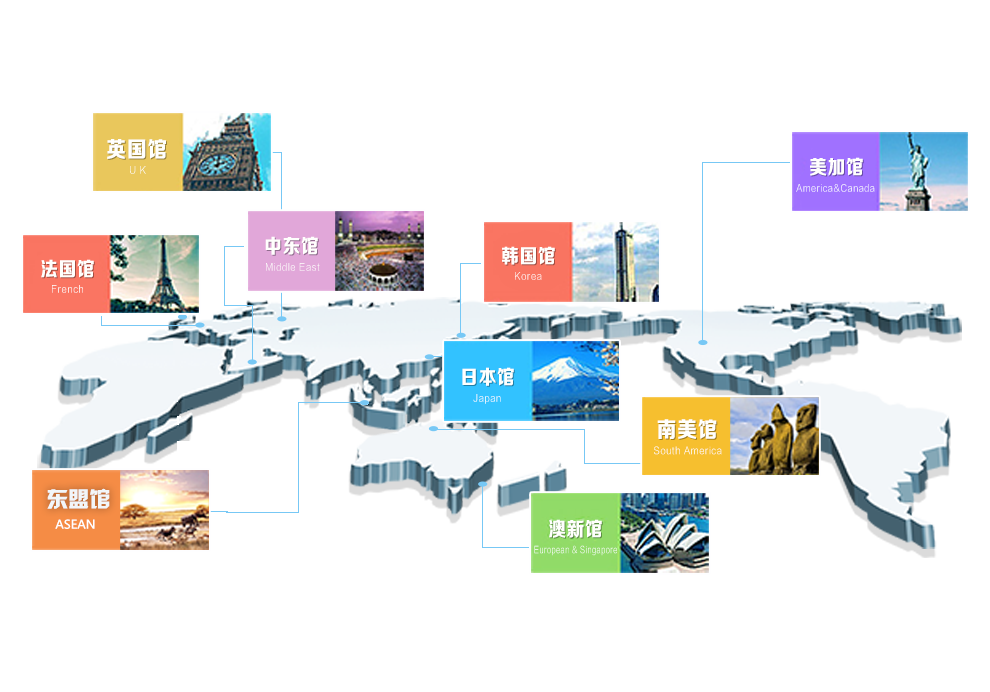 英国馆
U K
美加馆
America&Canada
中东馆
Middle East
韩国馆
Korea
法国馆
French
日本馆
Japan
南美馆
South America
东盟馆
ASEAN
澳新馆
European & Singapore